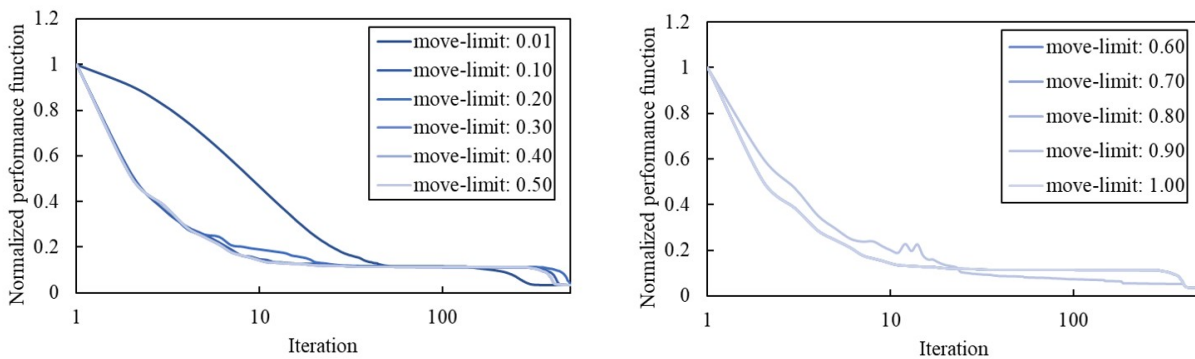 Normalized performance function
1.2
1
0.8
0.6
0.4
0.2
0
1
10
100
Iteration
move-limit: 0.01
move-limit: 0.10
move-limit: 0.20
move-limit: 0.30
move-limit: 0.40
move-limit: 0.50
Normalized performance function
1.2
1
0.8
0.6
0.4
0.2
0
1
10
100
Iteration
move-limit: 0.60
move-limit: 0.70
move-limit: 0.80
move-limit: 0.90
move-limit: 1.00